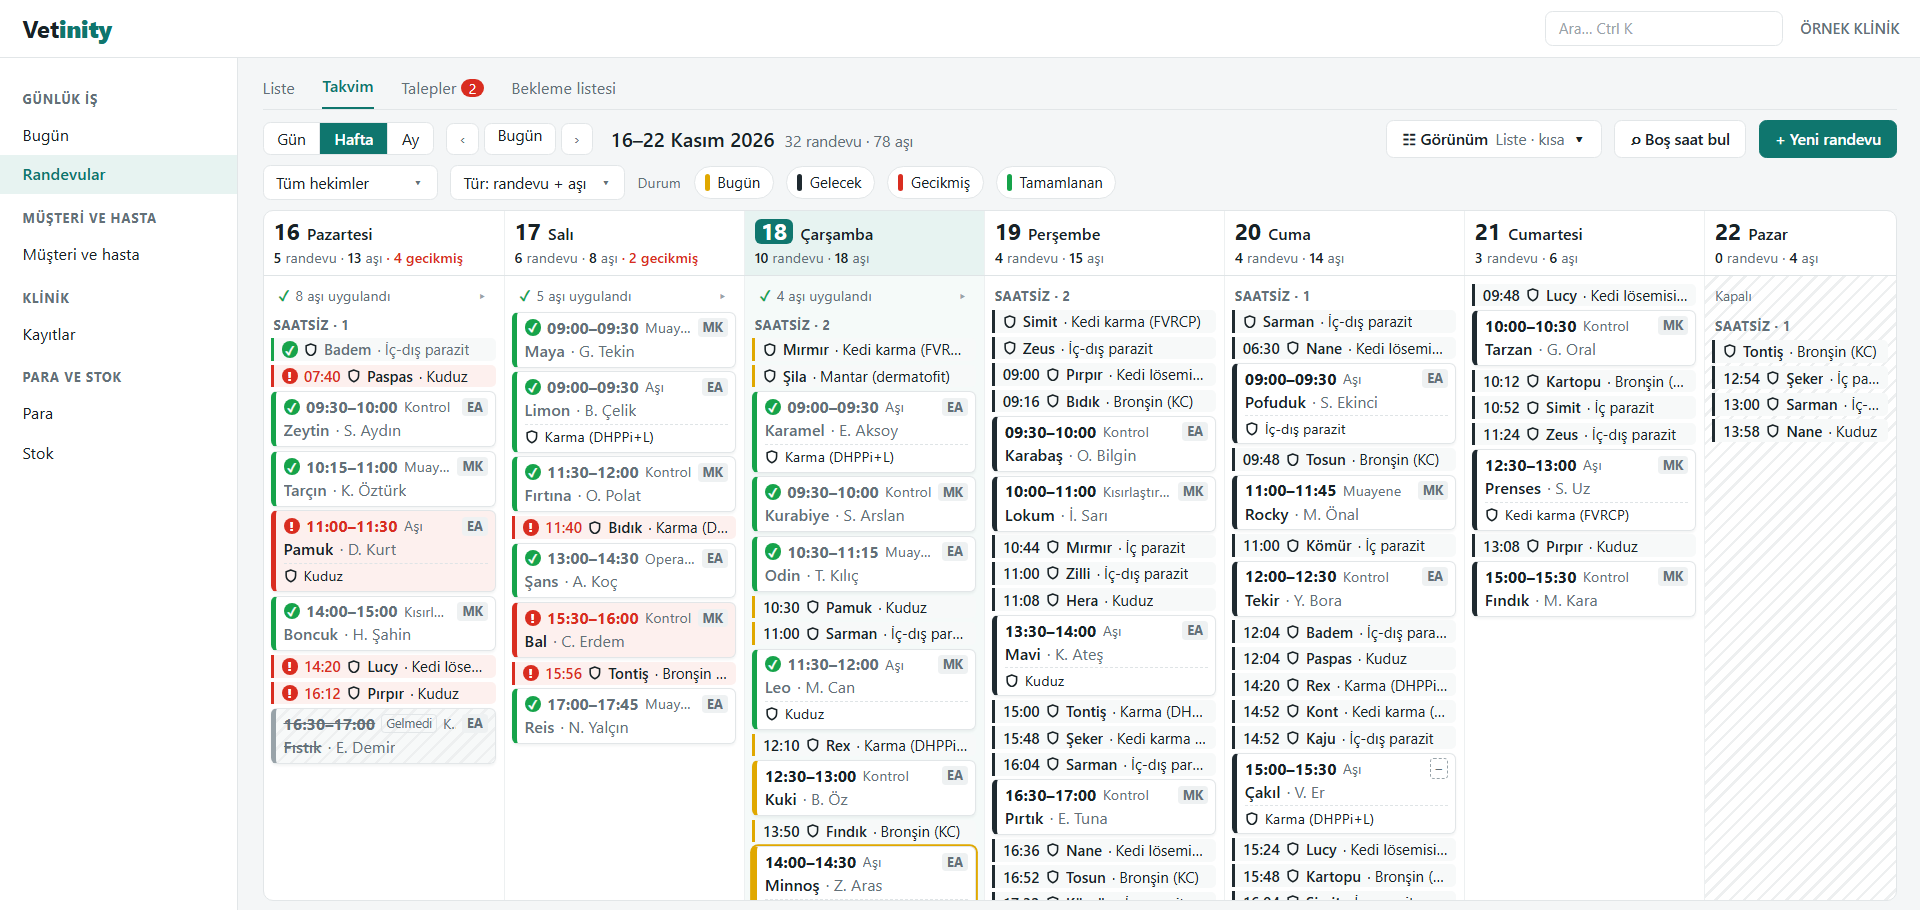 Vetinity
Ara... Ctrl K
ÖRNEK KLİNİK
GÜNLÜK İŞ
Bugün
Randevular
MÜŞTERİ VE HASTA
Müşteri ve hasta
KLİNİK
Kayıtlar
PARA VE STOK
Para
Stok
Liste Takvim Talepler 2 Bekleme listesi
Gün Hafta Ay ‹ Bugün › 16–22 Kasım 2026 32 randevu · 78 aşı
Görünüm Liste · kısa ▾ Boş saat bul + Yeni randevu
Tüm hekimler Tür: randevu + aşı Durum Bugün Gelecek Gecikmiş Tamamlanan
16 Pazartesi
5 randevu · 13 aşı · 4 gecikmiş
✓ 8 aşı uygulandı
SAATSİZ · 1
Badem · İç-dış parazit
07:40 Paspas · Kuduz
09:30–10:00 Kontrol EA
Zeytin · S. Aydın
10:15–11:00 Muay... MK
Tarçın · K. Öztürk
11:00–11:30 Aşı EA
Pamuk · D. Kurt
Kuduz
14:00–15:00 Kısırl... MK
Boncuk · H. Şahin
14:20 Lucy · Kedi löse...
16:12 Pırpır · Kuduz
16:30–17:00 Gelmedi K. EA
Fıstık · E. Demir
17 Salı
6 randevu · 8 aşı · 2 gecikmiş
✓ 5 aşı uygulandı
09:00–09:30 Muay... MK
Maya · G. Tekin
09:00–09:30 Aşı EA
Limon · B. Çelik
Karma (DHPPi+L)
11:30–12:00 Kontrol MK
Fırtına · O. Polat
11:40 Bıdık · Karma (D...
13:00–14:30 Opera... EA
Şans · A. Koç
15:30–16:00 Kontrol MK
Bal · C. Erdem
15:56 Tontiş · Bronşin ...
17:00–17:45 Muay... EA
Reis · N. Yalçın
18 Çarşamba
10 randevu · 18 aşı
✓ 4 aşı uygulandı
SAATSİZ · 2
Mırmır · Kedi karma (FVR...
Şila · Mantar (dermatofit)
09:00–09:30 Aşı EA
Karamel · E. Aksoy
Karma (DHPPi+L)
09:30–10:00 Kontrol MK
Kurabiye · S. Arslan
10:30–11:15 Muay... EA
Odin · T. Kılıç
10:30 Pamuk · Kuduz
11:00 Sarman · İç-dış par...
11:30–12:00 Aşı MK
Leo · M. Can
Kuduz
12:10 Rex · Karma (DHPPi...
12:30–13:00 Kontrol EA
Kuki · B. Öz
13:50 Fındık · Bronşin (KC)
14:00–14:30 Aşı EA
Minnoş · Z. Aras
19 Perşembe
4 randevu · 15 aşı
SAATSİZ · 2
Simit · Kedi karma (FVRCP)
Zeus · İç-dış parazit
09:00 Pırpır · Kedi lösemi...
09:16 Bıdık · Bronşin (KC)
09:30–10:00 Kontrol EA
Karabaş · O. Bilgin
10:00–11:00 Kısırlaştır... MK
Lokum · İ. Sarı
10:44 Mırmır · İç parazit
11:00 Zilli · İç-dış parazit
11:08 Hera · Kuduz
13:30–14:00 Aşı EA
Mavi · K. Ateş
Kuduz
15:00 Tontiş · Karma (DH...
15:48 Şeker · Kedi karma ...
16:04 Sarman · İç-dış par...
16:30–17:00 Kontrol MK
Pırtık · E. Tuna
16:36 Nane · Kedi lösemi...
16:52 Tosun · Bronşin (KC)
20 Cuma
4 randevu · 14 aşı
SAATSİZ · 1
Sarman · İç-dış parazit
06:30 Nane · Kedi lösemi...
09:00–09:30 Aşı EA
Pofuduk · S. Ekinci
İç-dış parazit
09:48 Tosun · Bronşin (KC)
11:00–11:45 Muayene MK
Rocky · M. Önal
11:00 Kömür · İç parazit
12:00–12:30 Kontrol EA
Tekir · Y. Bora
12:04 Badem · İç-dış para...
12:04 Paspas · Kuduz
14:20 Rex · Karma (DHPPi...
14:52 Kont · Kedi karma (...
14:52 Kaju · İç-dış parazit
15:00–15:30 Aşı –
Çakıl · V. Er
Karma (DHPPi+L)
15:24 Lucy · Kedi lösemisi...
15:48 Kartopu · Bronşin (...
21 Cumartesi
3 randevu · 6 aşı
09:48 Lucy · Kedi lösemisi...
10:00–10:30 Kontrol MK
Tarzan · G. Oral
10:12 Kartopu · Bronşin (...
10:52 Simit · İç parazit
11:24 Zeus · İç-dış parazit
12:30–13:00 Aşı MK
Prenses · S. Uz
Kedi karma (FVRCP)
13:08 Pırpır · Kuduz
15:00–15:30 Kontrol MK
Fındık · M. Kara
22 Pazar
0 randevu · 4 aşı
Kapalı
SAATSİZ · 1
Tontiş · Bronşin (KC)
12:54 Şeker · İç pa...
13:00 Sarman · İç-...
13:58 Nane · Kuduz